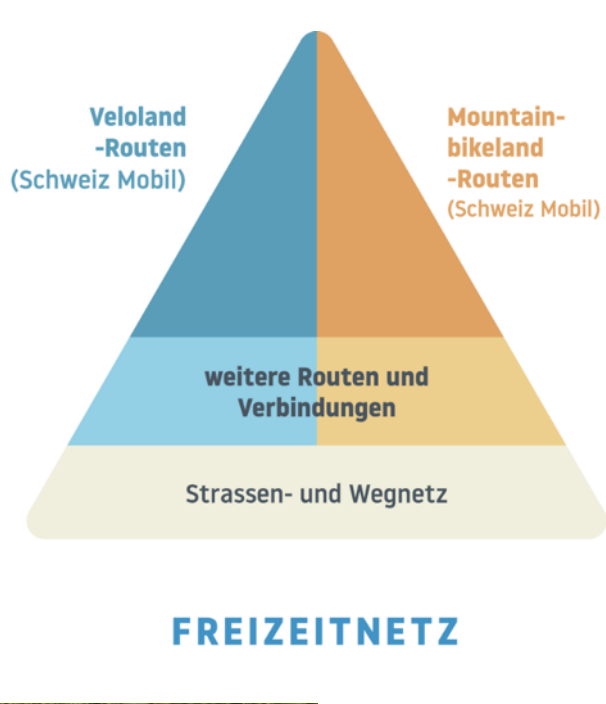 Veloland
-Routen
(Schweiz Mobil)
Mountain-
bikeland
-Routen
(Schweiz Mobil)
weitere Routen und
Verbindungen
Strassen- und Wegnetz
FREIZEITNETZ